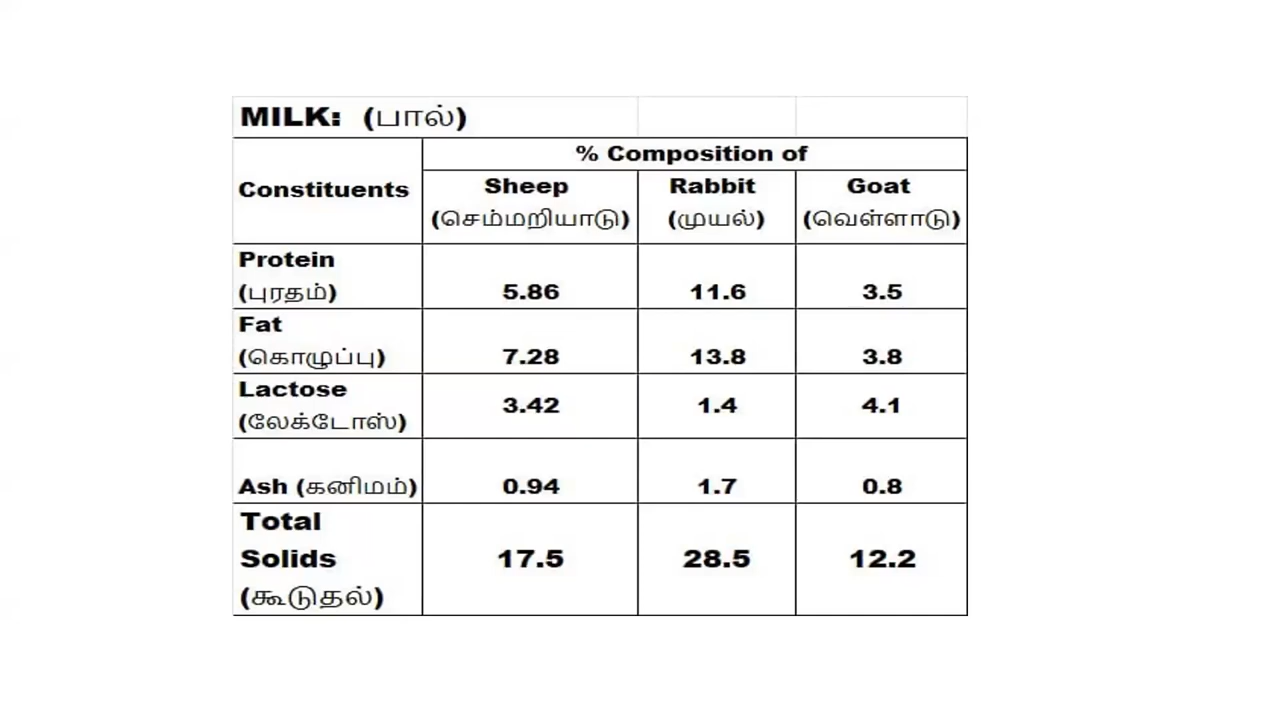 MILK: (பால்)
% Composition of
Constituents
Sheep Rabbit Goat
(செம்மறியாடு) (முயல்) (வெள்ளாடு)
Protein
(புரதம்) 5.86 11.6 3.5
Fat
(கொழுப்பு) 7.28 13.8 3.8
Lactose
(லேக்டோஸ்) 3.42 1.4 4.1
Ash (கனிமம்) 0.94 1.7 0.8
Total
Solids 17.5 28.5 12.2
(கூடுதல்)